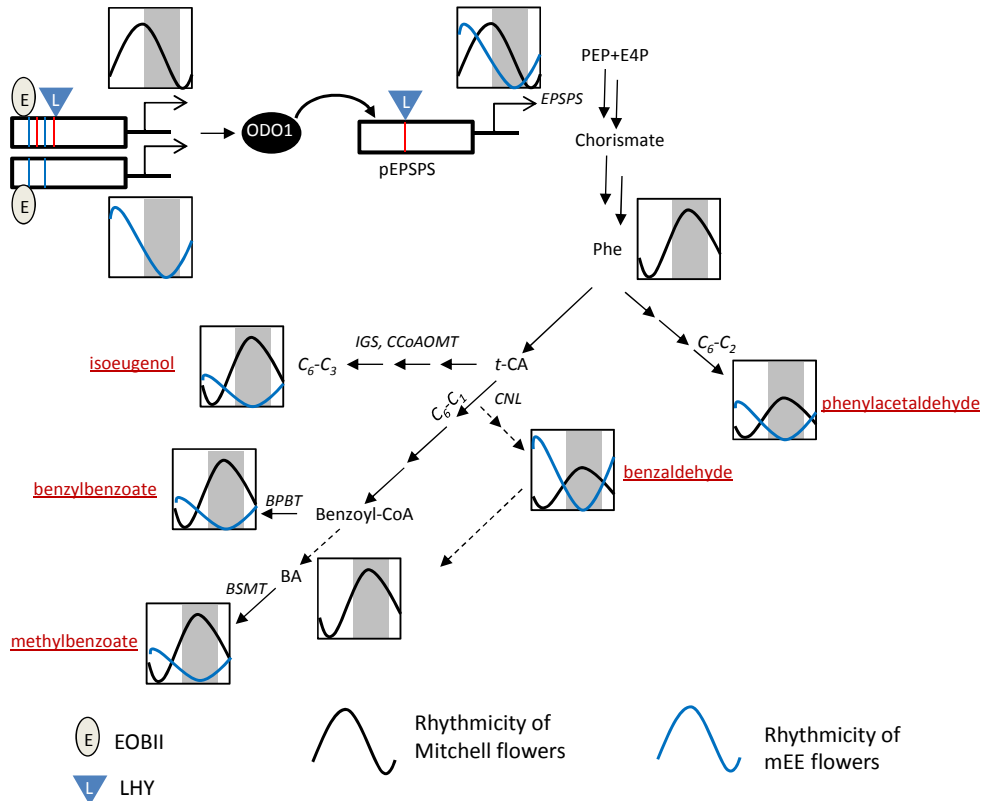 PEP+E4P
E
L
L
EPSPS
ODO1
Chorismate
pEPSPS
E
Phe
IGS, CCoAOMT
C6-C2
isoeugenol
C6-C3
t-CA
phenylacetaldehyde
C6-C1
CNL
benzylbenzoate
benzaldehyde
BPBT
Benzoyl-CoA
BA
BSMT
methylbenzoate
E
EOBII
Rhythmicity of
Mitchell flowers
Rhythmicity of
mEE flowers
L
LHY